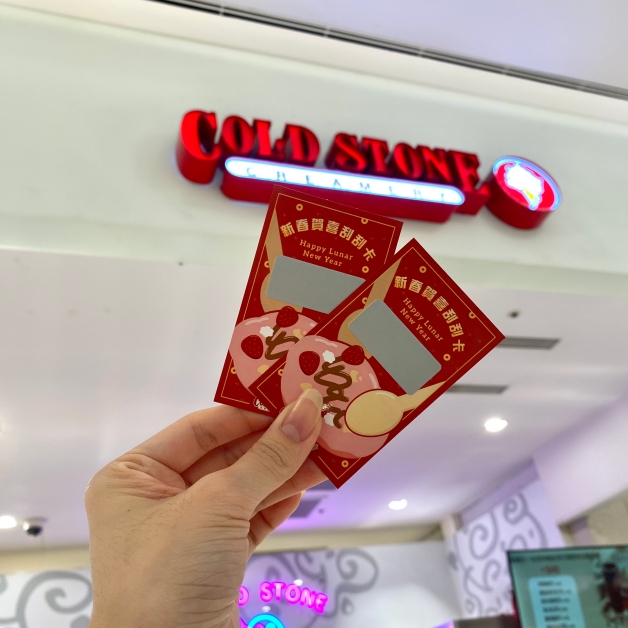 COLD STONE
CREAMERY
新春賀喜刮刮卡
Happy Lunar
New Year
新春賀喜刮刮卡
Happy Lunar
New Year
D STONE